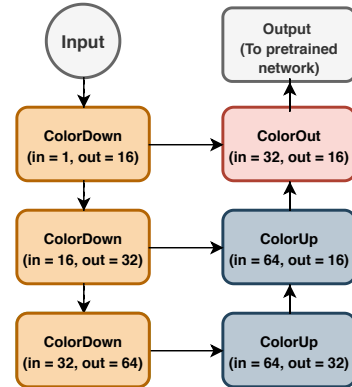 Input
Output
(To pretrained
network)
ColorDown
(in = 1, out = 16)
ColorOut
(in = 32, out = 16)
ColorDown
(in = 16, out = 32)
ColorUp
(in = 64, out = 16)
ColorDown
(in = 32, out = 64)
ColorUp
(in = 64, out = 32)